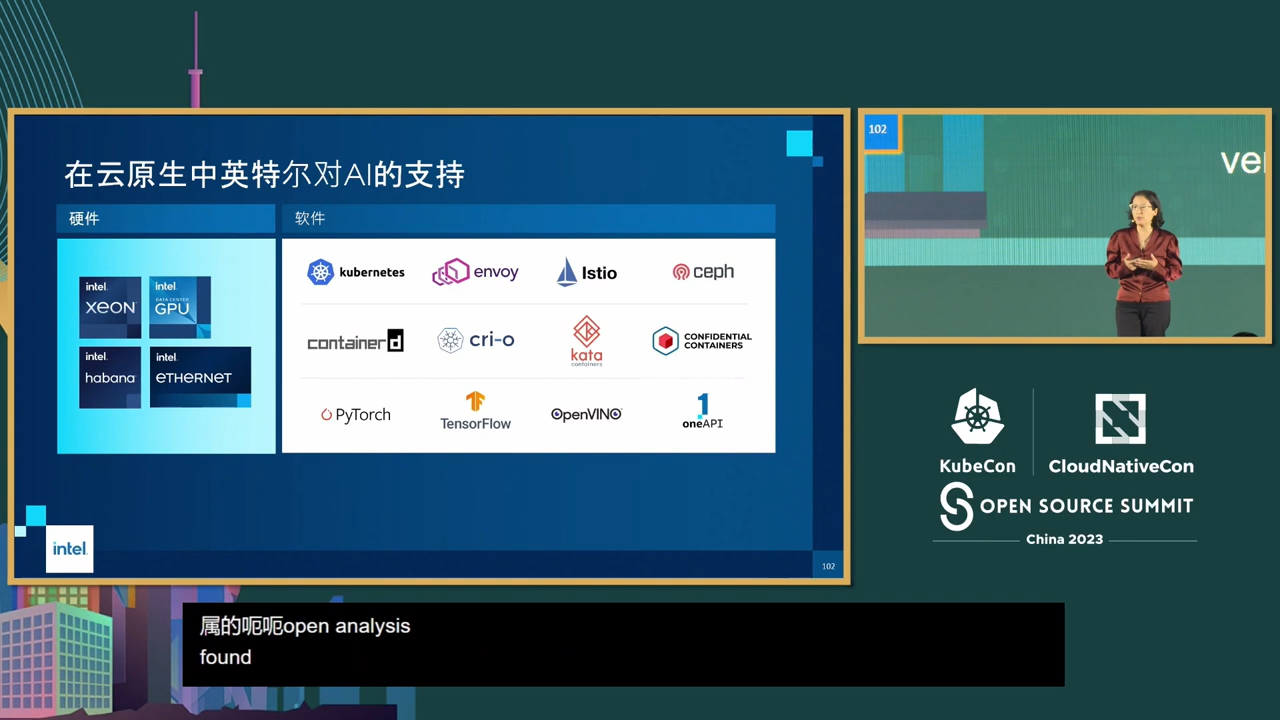 在云原生中英特尔对AI的支持
硬件
软件
intel.
XEON
intel.
DATA CENTER
GPU
intel.
habana
intel.
ETHERNET
kubernetes
envoy
Istio
ceph
containerd
cri-o
kata
containers
CONFIDENTIAL
CONTAINERS
PyTorch
TensorFlow
OpenVINO
1
oneAPI
intel.
102
102
ve
KubeCon
CloudNativeCon
OPEN SOURCE SUMMIT
China 2023
属的呃呃open analysis
found